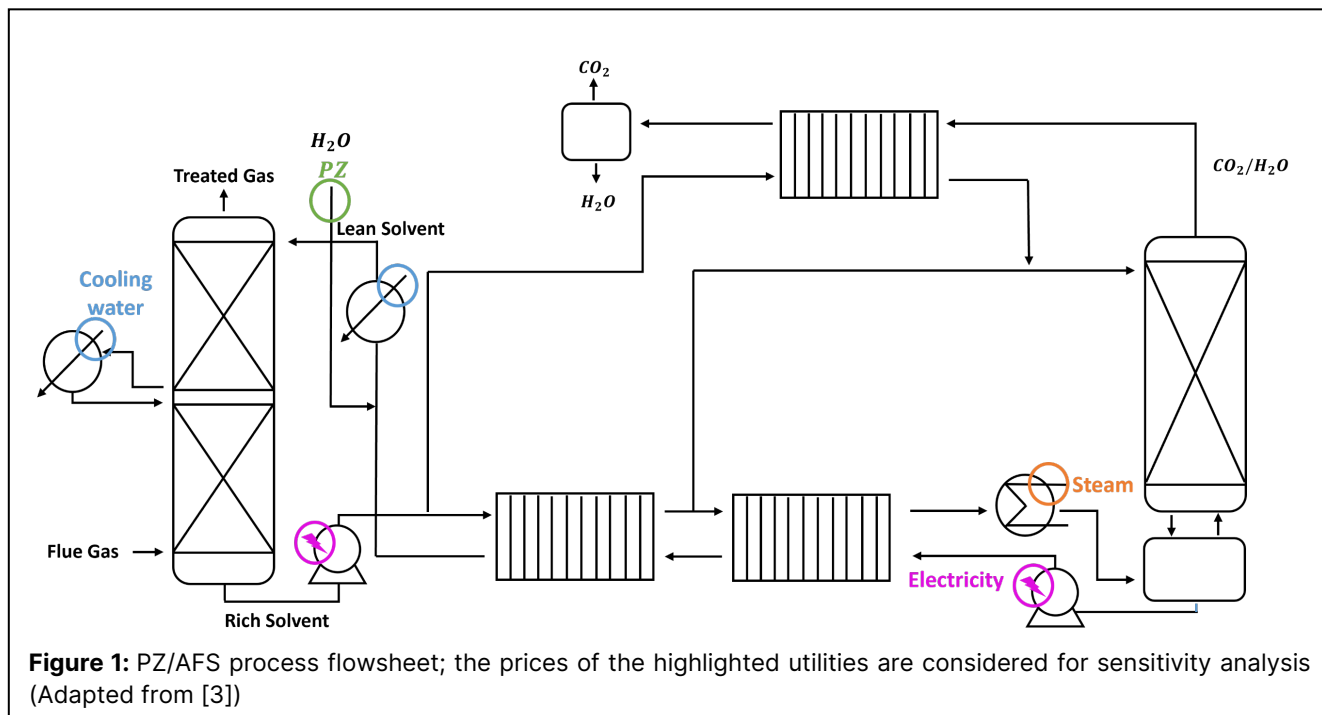 CO₂
H₂O
PZ
Treated Gas
H₂O
CO₂/H₂O
Lean Solvent
Cooling
water
Steam
Flue Gas
Electricity
Rich Solvent
Figure 1: PZ/AFS process flowsheet; the prices of the highlighted utilities are considered for sensitivity analysis
(Adapted from [3])